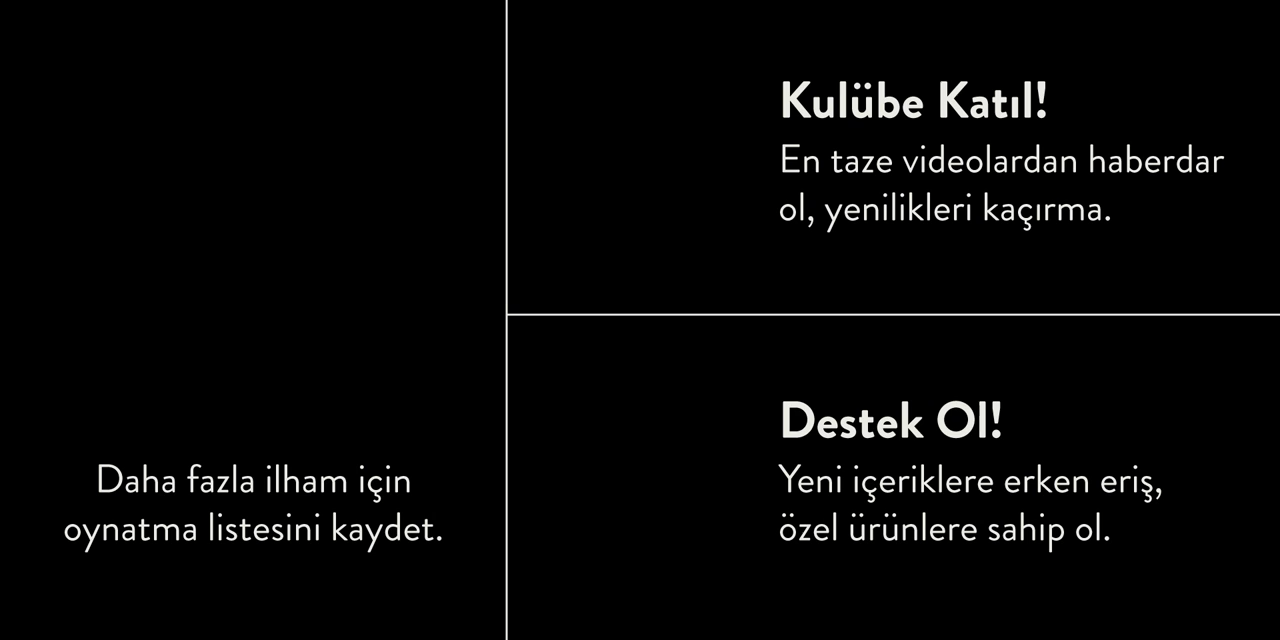 Daha fazla ilham için
oynatma listesini kaydet.
Kulübe Katıl!
En taze videolardan haberdar
ol, yenilikleri kaçırma.
Destek Ol!
Yeni içeriklere erken eriş,
özel ürünlere sahip ol.